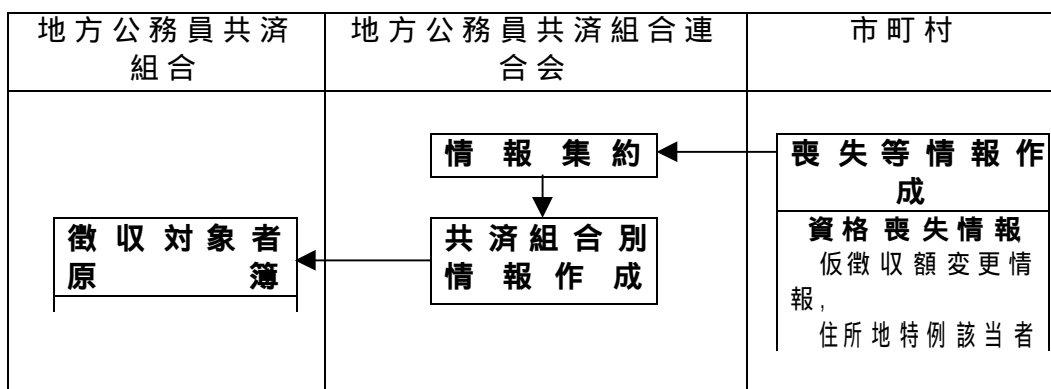 地方公務員共済
組合
地方公務員共済組合連
合会
市町村
情報集約
喪失等情報作
成
資格喪失情報
仮徴収額変更情
報，
住所地特例該当者
徴収対象者
原簿
共済組合別
情報作成